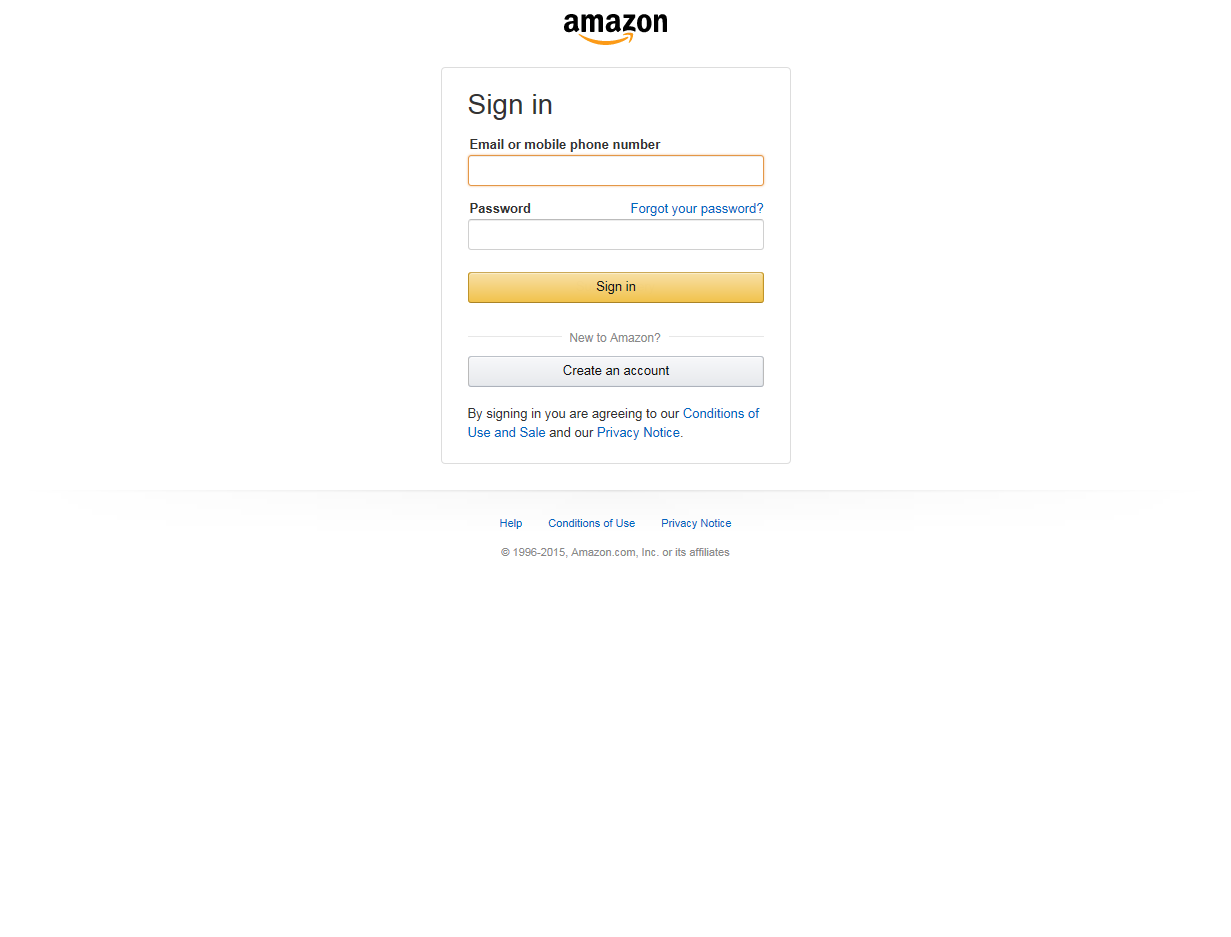 amazon
Sign in
Email or mobile phone number
Password Forgot your password?
Sign in
New to Amazon?
Create an account
By signing in you are agreeing to our Conditions of
Use and Sale and our Privacy Notice.
Help Conditions of Use Privacy Notice
© 1996-2015, Amazon.com, Inc. or its affiliates